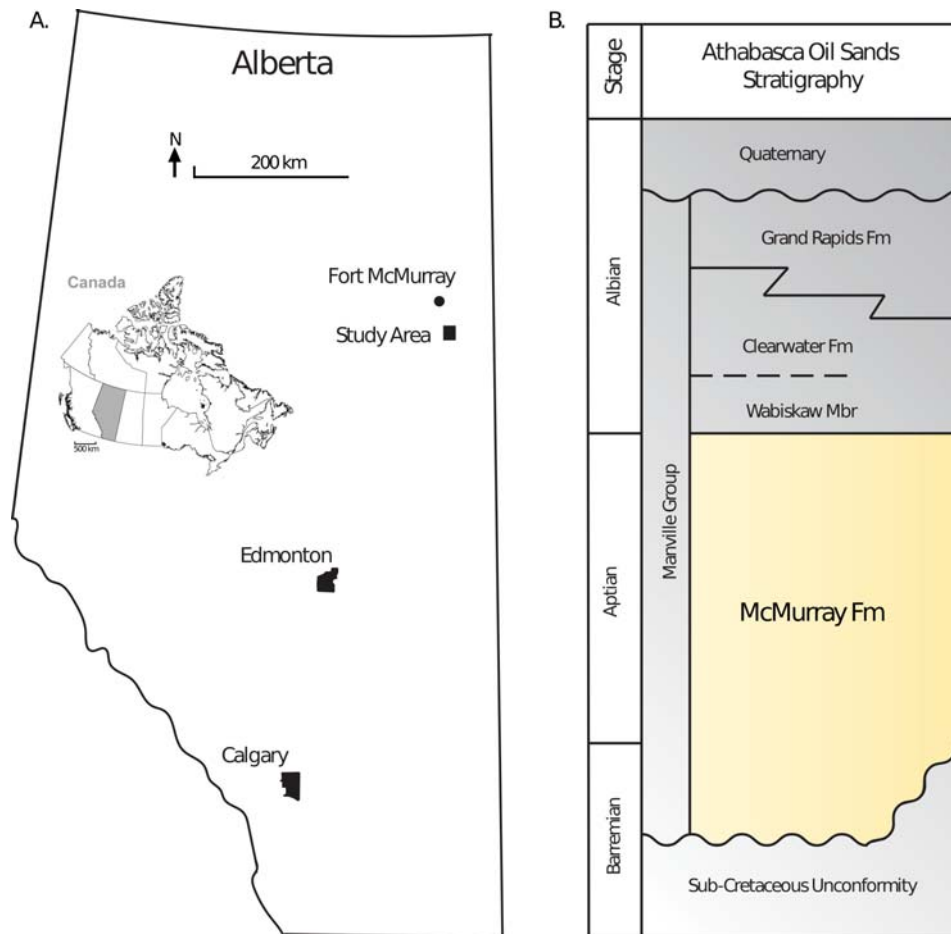 A.
Alberta
N
200 km
Canada
500 km
Fort McMurray
Study Area
Edmonton
Calgary
B.
Stage
Athabasca Oil Sands
Stratigraphy
Albian
Aptian
Barremian
Manville Group
Quaternary
Grand Rapids Fm
Clearwater Fm
Wabiskaw Mbr
McMurray Fm
Sub-Cretaceous Unconformity